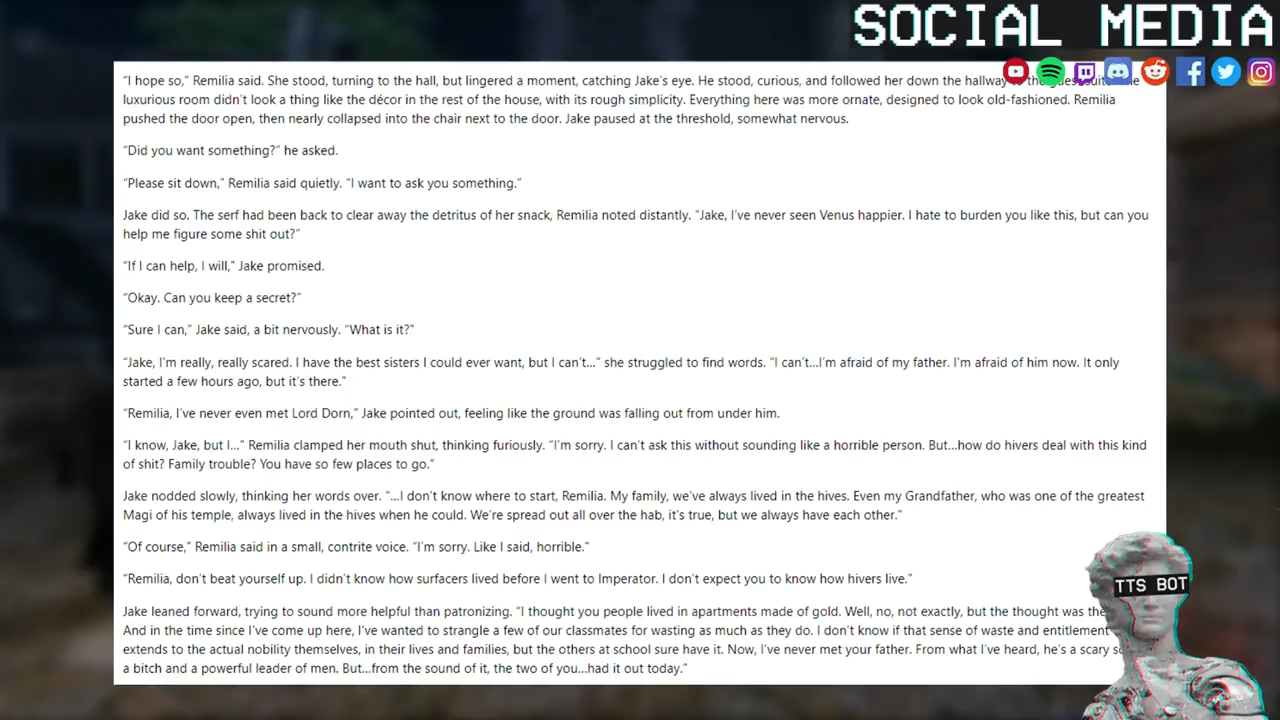 SOCIAL MEDIA
“I hope so,” Remilia said. She stood, turning to the hall, but lingered a moment, catching Jake’s eye. He stood, curious, and followed her down the hallway
luxurious room didn’t look a thing like the décor in the rest of the house, with its rough simplicity. Everything here was more ornate, designed to look old-fashioned. Remilia
pushed the door open, then nearly collapsed into the chair next to the door. Jake paused at the threshold, somewhat nervous.
“Did you want something?” he asked.
“Please sit down,” Remilia said quietly. “I want to ask you something.”
Jake did so. The serf had been back to clear away the detritus of her snack, Remilia noted distantly. “Jake, I’ve never seen Venus happier. I hate to burden you like this, but can you
help me figure some shit out?”
“If I can help, I will,” Jake promised.
“Okay. Can you keep a secret?”
“Sure I can,” Jake said, a bit nervously. “What is it?”
“Jake, I’m really, really scared. I have the best sisters I could ever want, but I can’t…” she struggled to find words. “I can’t…I’m afraid of my father. I’m afraid of him now. It only
started a few hours ago, but it’s there.”
“Remilia, I’ve never even met Lord Dorn,” Jake pointed out, feeling like the ground was falling out from under him.
“I know, Jake, but I…” Remilia clamped her mouth shut, thinking furiously. “I’m sorry. I can’t ask this without sounding like a horrible person. But…how do hivers deal with this kind
of shit? Family trouble? You have so few places to go.”
Jake nodded slowly, thinking her words over. “…I don’t know where to start, Remilia. My family, we’ve always lived in the hives. Even my Grandfather, who was one of the greatest
Magi of his temple, always lived in the hives when he could. We’re spread out all over the hab, it’s true, but we always have each other.”
“Of course,” Remilia said in a small, contrite voice. “I’m sorry. Like I said, horrible.”
“Remilia, don’t beat yourself up. I didn’t know how surfacers lived before I went to Imperator. I don’t expect you to know how hivers live.”
Jake leaned forward, trying to sound more helpful than patronizing. “I thought you people lived in apartments made of gold. Well, no, not exactly, but the thought was
And in the time since I’ve come up here, I’ve wanted to strangle a few of our classmates for wasting as much as they do. I don’t know if that sense of waste and entitlement
extends to the actual nobility themselves, in their lives and families, but the others at school sure have it. Now, I’ve never met your father. From what I’ve heard, he’s a scary
a bitch and a powerful leader of men. But…from the sound of it, the two of you…had it out today.”
TTS BOT